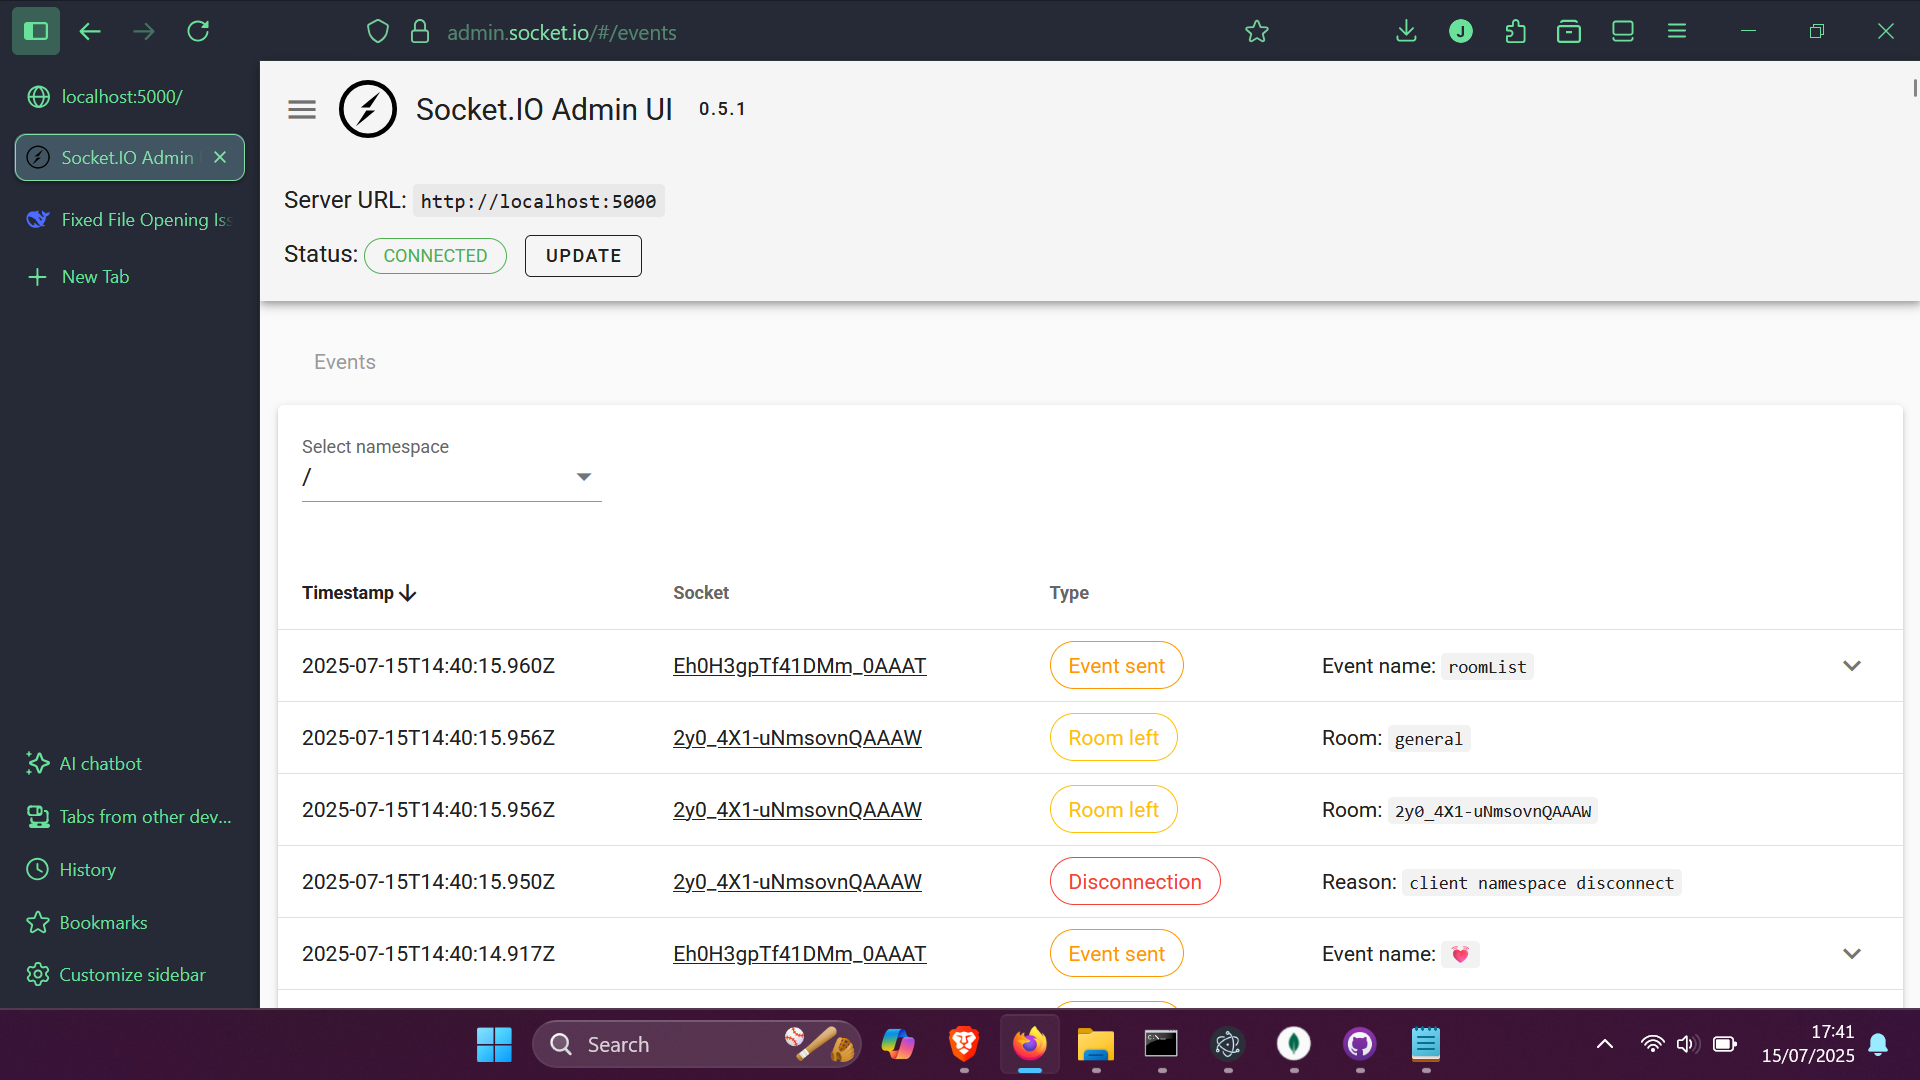 admin.socket.io/#/events
J
localhost:5000/
Socket.IO Admin
Fixed File Opening Iss
New Tab
AI chatbot
Tabs from other dev...
History
Bookmarks
Customize sidebar
Socket.IO Admin UI 0.5.1
Server URL: http://localhost:5000
Status: CONNECTED UPDATE
Events
Select namespace
/
Timestamp Socket Type
2025-07-15T14:40:15.960Z Eh0H3gpTf41DMm_0AAAT Event sent Event name: roomList
2025-07-15T14:40:15.956Z 2y0_4X1-uNmsovnQAAAW Room left Room: general
2025-07-15T14:40:15.956Z 2y0_4X1-uNmsovnQAAAW Room left Room: 2y0_4X1-uNmsovnQAAAW
2025-07-15T14:40:15.950Z 2y0_4X1-uNmsovnQAAAW Disconnection Reason: client namespace disconnect
2025-07-15T14:40:14.917Z Eh0H3gpTf41DMm_0AAAT Event sent Event name: 💓
Search
17:41
15/07/2025